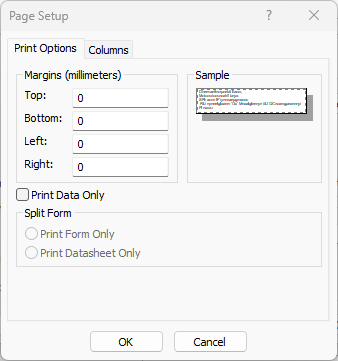 Page Setup
?
Print Options
Columns
Margins (millimeters)
Top: 0
Bottom: 0
Left: 0
Right: 0
Sample
Print Data Only
Split Form
Print Form Only
Print Datasheet Only
OK
Cancel